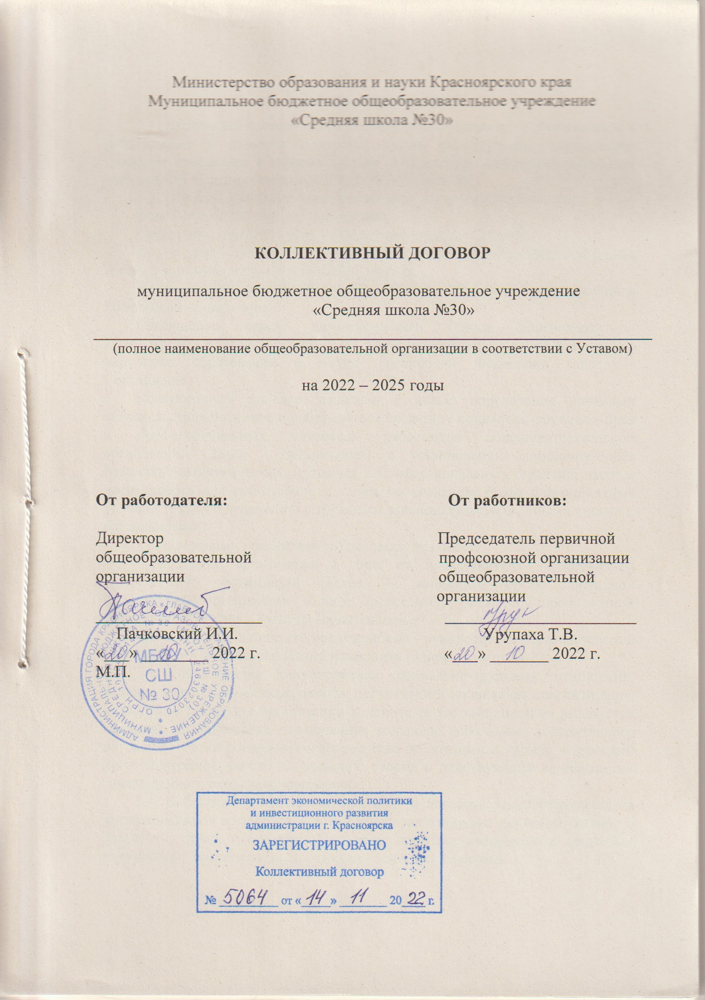 Министерство образования и науки Красноярского края
Муниципальное бюджетное общеобразовательное учреждение
«Средняя школа №30»
КОЛЛЕКТИВНЫЙ ДОГОВОР
муниципальное бюджетное общеобразовательное учреждение
«Средняя школа №30»
(полное наименование общеобразовательной организации в соответствии с Уставом)
на 2022 – 2025 годы
От работодателя:
Директор
общеобразовательной
организации
Пачковский И.И.
«20» 10 2022 г.
М.П.
От работников:
Председатель первичной
профсоюзной организации
общеобразовательной
организации
Урупаха Т.В.
«20» 10 2022 г.
МБОУ
СШ
№ 30
Департамент экономической политики
и инвестиционного развития
администрации г. Красноярска
ЗАРЕГИСТРИРОВАНО
Коллективный договор
№ 5064 от «14» 11 2022 г.